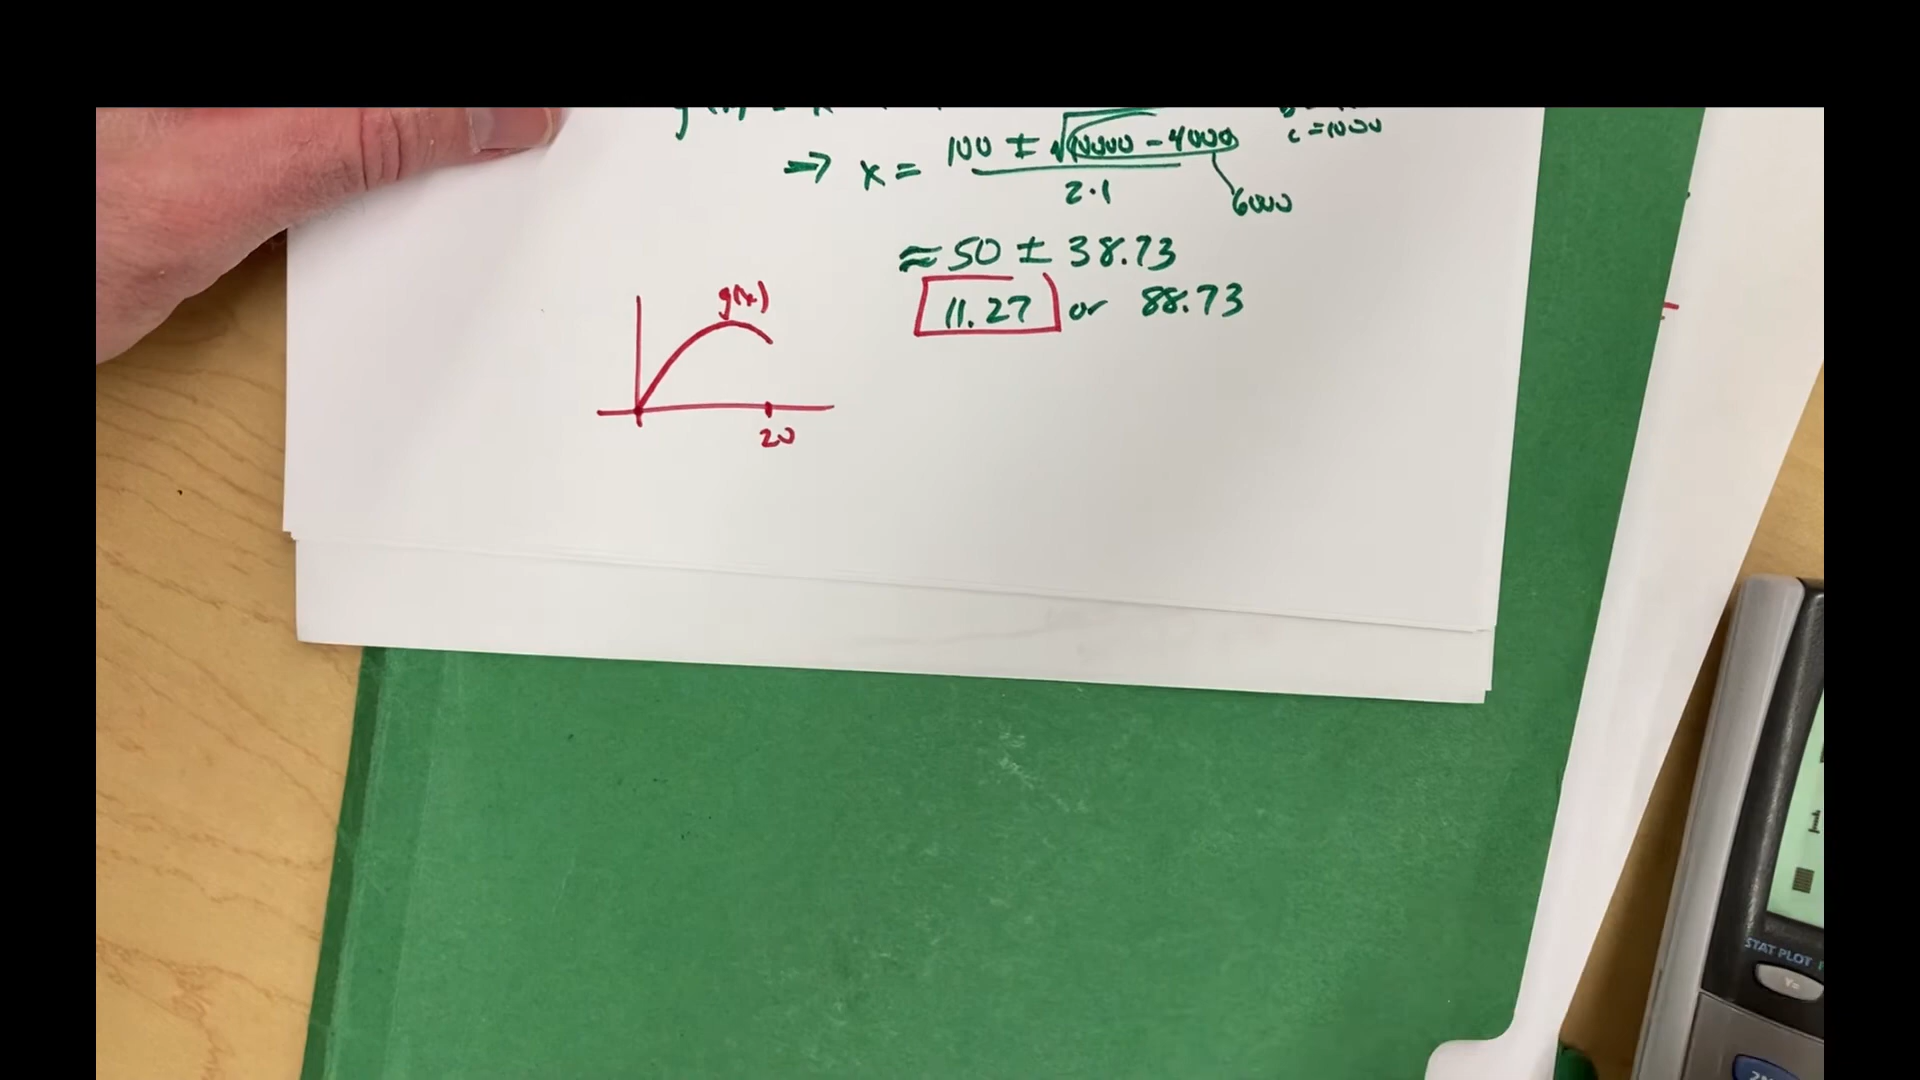 c = 1000
⇒ x = 100 ± √10000 - 4000
2·1
6000
≈ 50 ± 38.73
11.27 or 88.73
g(x)
20
STAT PLOT
Y=